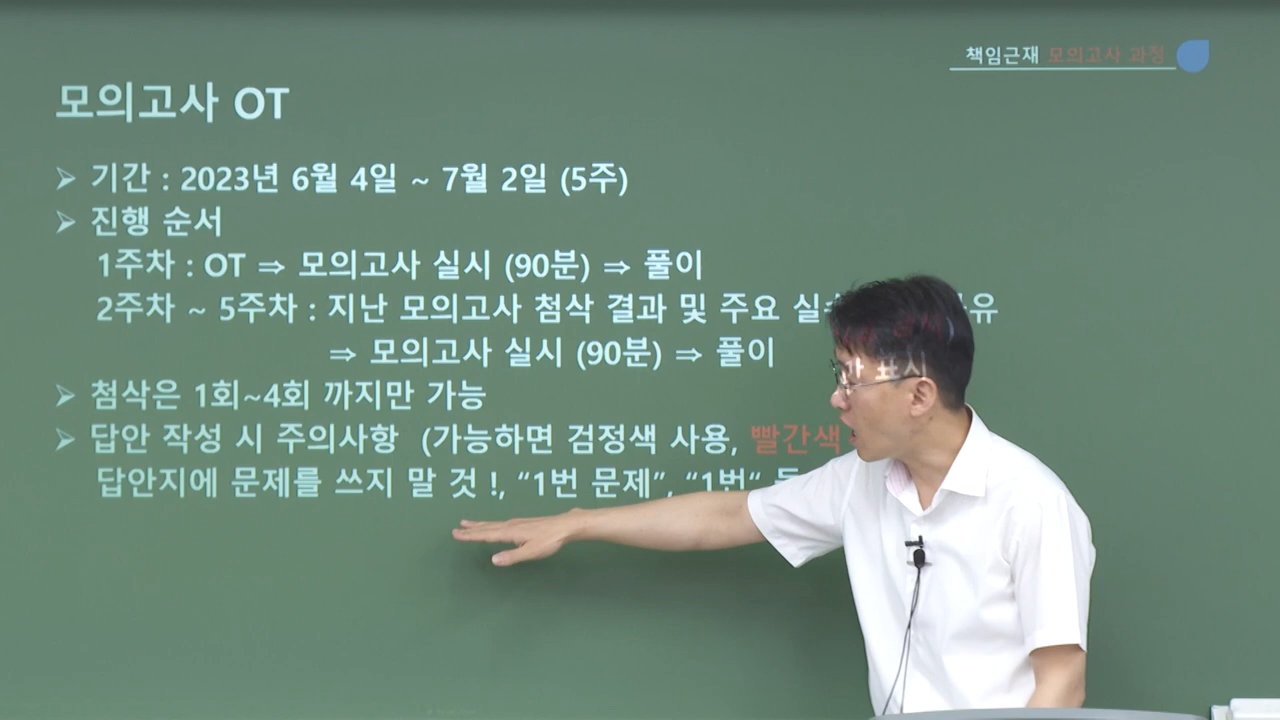 책임근재 모의고사 과정
모의고사 OT
➢ 기간 : 2023년 6월 4일 ~ 7월 2일 (5주)
➢ 진행 순서
1주차 : OT ⇒ 모의고사 실시 (90분) ⇒ 풀이
2주차 ~ 5주차 : 지난 모의고사 첨삭 결과 및 주요 실 유
⇒ 모의고사 실시 (90분) ⇒ 풀이
➢ 첨삭은 1회~4회 까지만 가능
➢ 답안 작성 시 주의사항 (가능하면 검정색 사용, 빨간색
답안지에 문제를 쓰지 말 것 !, “1번 문제”, “1번“ 표시